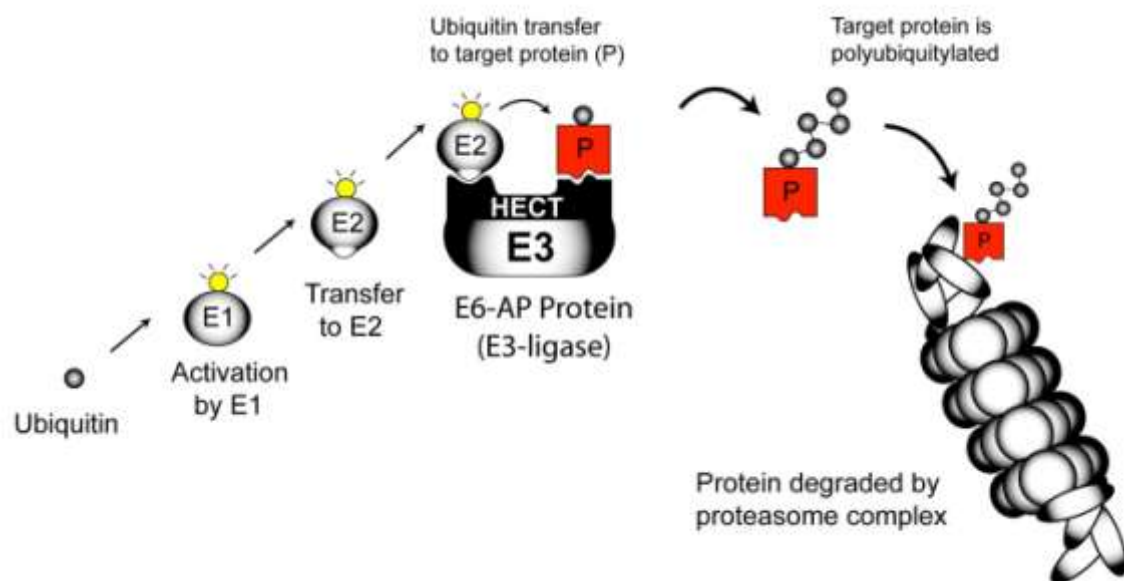 Ubiquitin transfer
to target protein (P)
Target protein is
polyubiquitylated
E2
P
HECT
E3
E6-AP Protein
(E3-ligase)
E2
Transfer
to E2
E1
Activation
by E1
Ubiquitin
P
P
Protein degraded by
proteasome complex